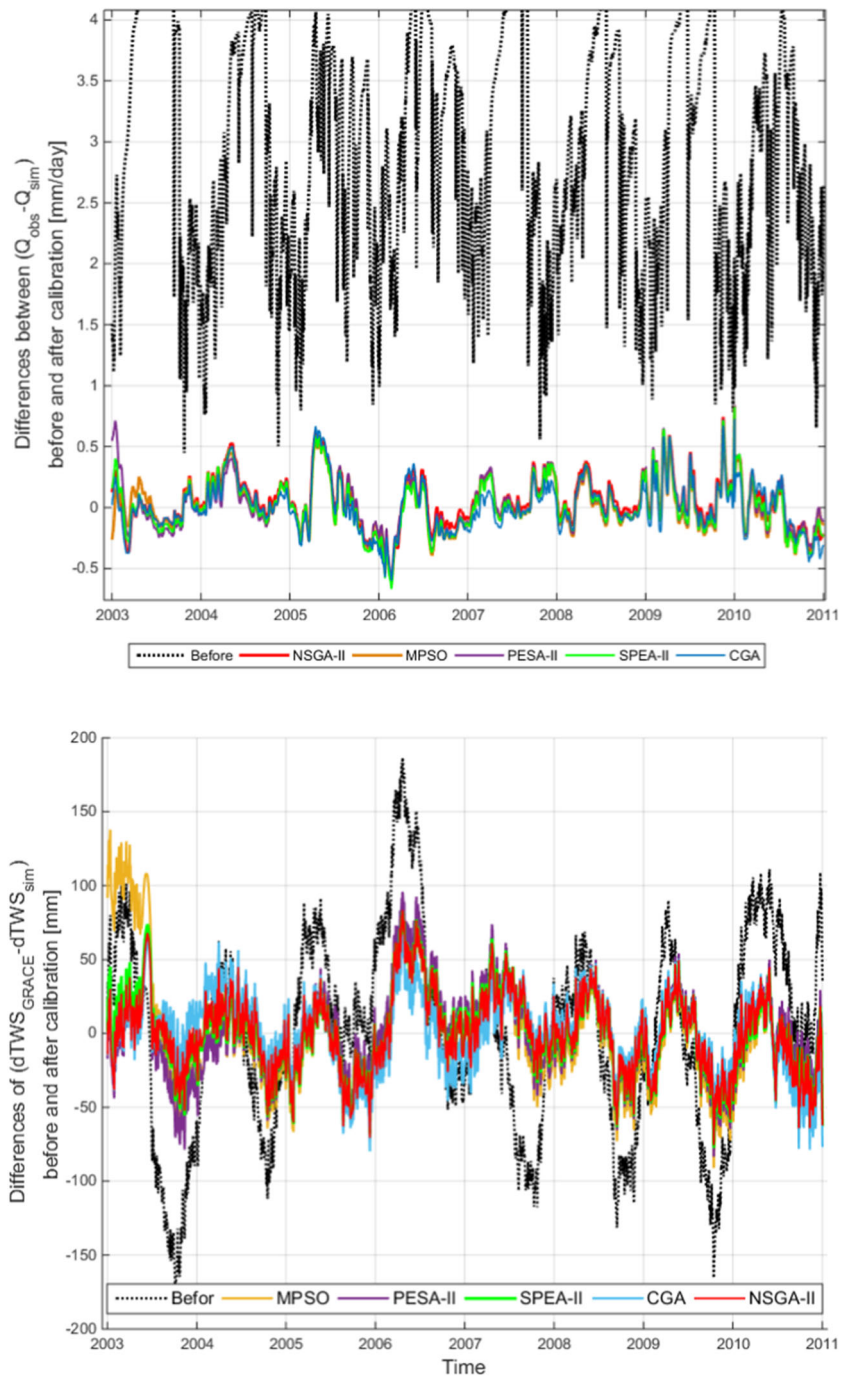 Differences between (Qobs-Qsim)
before and after calibration [mm/day]
4
3.5
3
2.5
2
1.5
1
0.5
0
-0.5
2003 2004 2005 2006 2007 2008 2009 2010 2011
Before NSGA-II MPSO PESA-II SPEA-II CGA
Differences of (dTWSGRACE-dTWSsim)
before and after calibration [mm]
200
150
100
50
0
-50
-100
-150
-200
Befor MPSO PESA-II SPEA-II CGA NSGA-II
2003 2004 2005 2006 2007 2008 2009 2010 2011
Time